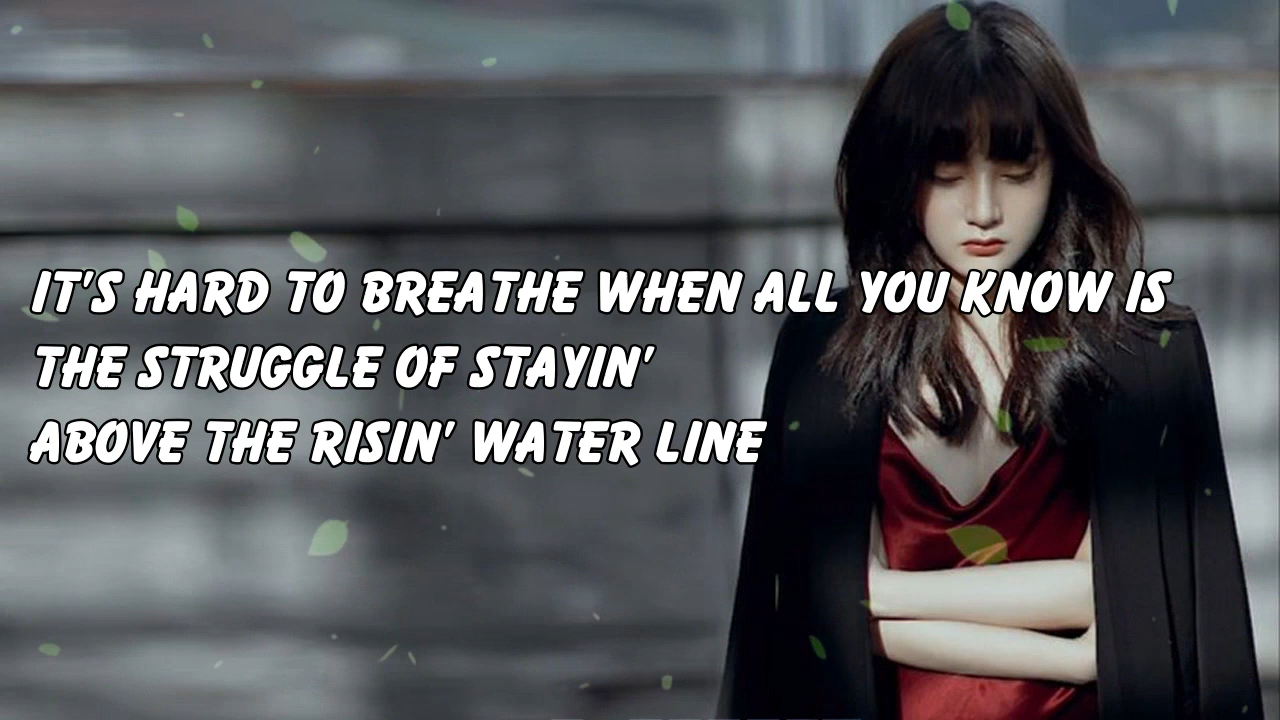 IT'S HARD TO BREATHE WHEN ALL YOU KNOW IS
THE STRUGGLE OF STAYIN'
ABOVE THE RISIN' WATER LINE